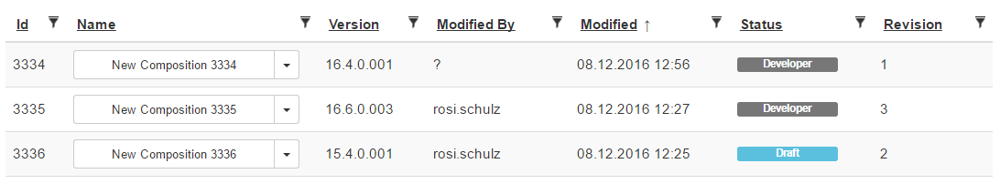 Id Name Version Modified By Modified ↑ Status Revision
3334 New Composition 3334 16.4.0.001 ? 08.12.2016 12:56 Developer 1
3335 New Composition 3335 16.6.0.003 rosi.schulz 08.12.2016 12:27 Developer 3
3336 New Composition 3336 15.4.0.001 rosi.schulz 08.12.2016 12:25 Draft 2